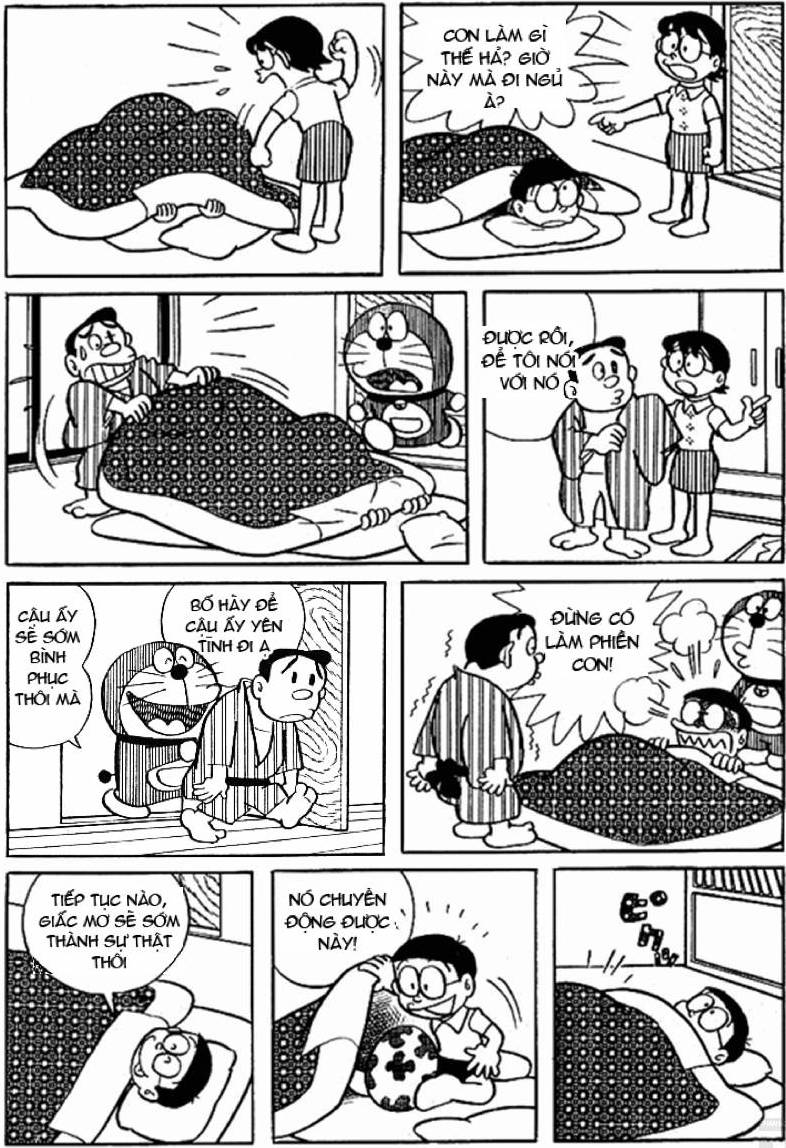 CON LÀM GÌ
THẾ HẢ? GIỜ
NÀY MÀ ĐI NGỦ
À?
ĐƯỢC RỒI,
ĐỂ TÔI NÓI
VỚI NÓ
ĐỪNG CÓ
LÀM PHIỀN
CON!
BỐ HÃY ĐỂ
CẬU ẤY YÊN
TĨNH ĐI Ạ
CẬU ẤY
SẼ SỚM
BÌNH
PHỤC
THÔI MÀ
NÓ CHUYỂN
ĐỘNG ĐƯỢC
NÀY!
TIẾP TỤC NÀO,
GIẤC MƠ SẼ SỚM
THÀNH SỰ THẬT
THÔI